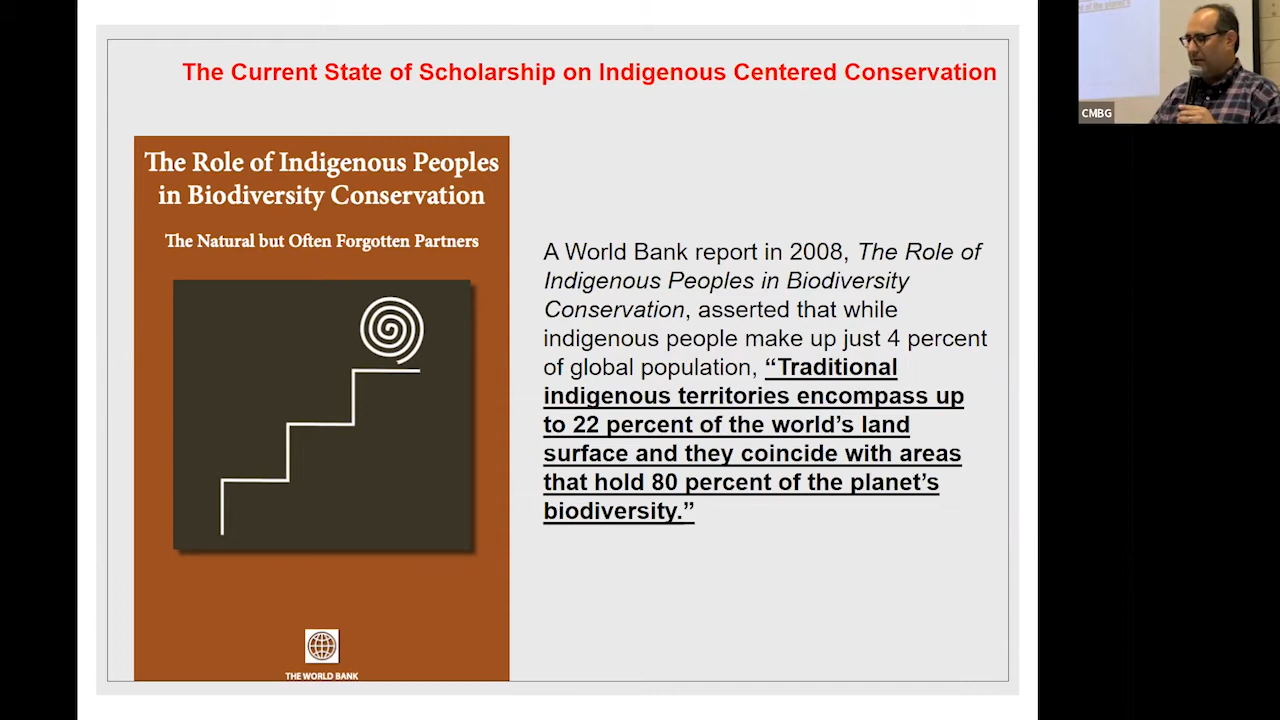 The Current State of Scholarship on Indigenous Centered Conservation
The Role of Indigenous Peoples
in Biodiversity Conservation
The Natural but Often Forgotten Partners
THE WORLD BANK
A World Bank report in 2008, The Role of
Indigenous Peoples in Biodiversity
Conservation, asserted that while
indigenous people make up just 4 percent
of global population, “Traditional
indigenous territories encompass up
to 22 percent of the world’s land
surface and they coincide with areas
that hold 80 percent of the planet’s
biodiversity.”
of the planet's
CMBG